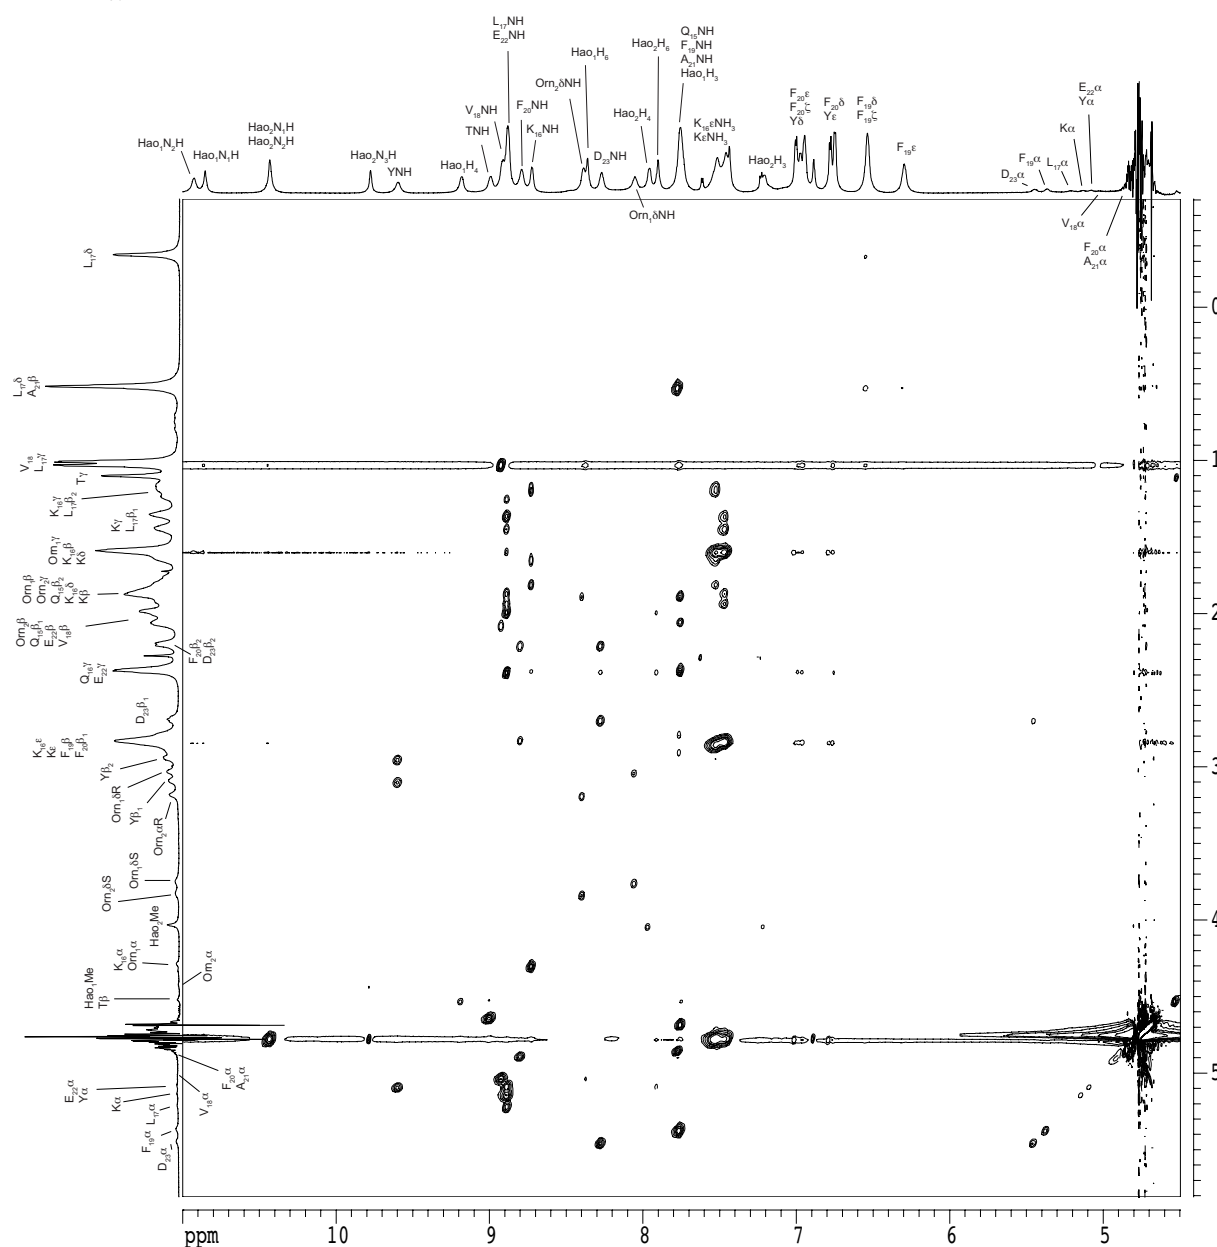 L₁₇NH
E₂₂NH
Q₁₅NH
F₁₉NH
A₂₁NH
Hao₁H₃
Hao₁H₆
Hao₂H₆
Orn₂δNH
F₂₀NH
V₁₈NH
TNH
K₁₆NH
Hao₂H₄
K₁₆εNH₃
KεNH₃
F₂₀ε
F₂₀ζ
Yδ
F₂₀δ
Yε
F₁₉δ
F₁₉ζ
E₂₂α
Yα
Kα
Hao₁N₂H
Hao₁N₁H
Hao₂N₁H
Hao₂N₂H
Hao₂N₃H
YNH
Hao₁H₄
D₂₃NH
Orn₁δNH
Hao₂H₃
F₁₉ε
D₂₃α
F₁₉α
L₁₇α
V₁₈α
F₂₀α
A₂₁α
L₁₇δ
L₁₇δ
A₂₁β
V₁₈
L₁₇γ
Tγ
K₁₆γ
L₁₇β₂
Kγ
L₁₇β₁
Orn₁γ
K₁₆β
Kδ
Orn₁β
Orn₂γ
Q₁₅β₂
K₁₆δ
Kβ
Orn₂β
Q₁₅β₁
E₂₂β
V₁₈β
F₂₀β₂
D₂₃β₂
Q₁₆γ
E₂₂γ
D₂₃β₁
K₁₆ε
Kε
F₁₉β
F₂₀β₁
Yβ₂
Orn₁δR
Yβ₁
Orn₂αR
Orn₁δS
Orn₂δS
Hao₂Me
K₁₆α
Orn₁α
Orn₂α
Hao₁Me
Tβ
F₂₀α
A₂₁α
E₂₂α
Yα
Kα
V₁₈α
L₁₇α
F₁₉α
D₂₃α
0
1
2
3
4
5
ppm 10 9 8 7 6 5